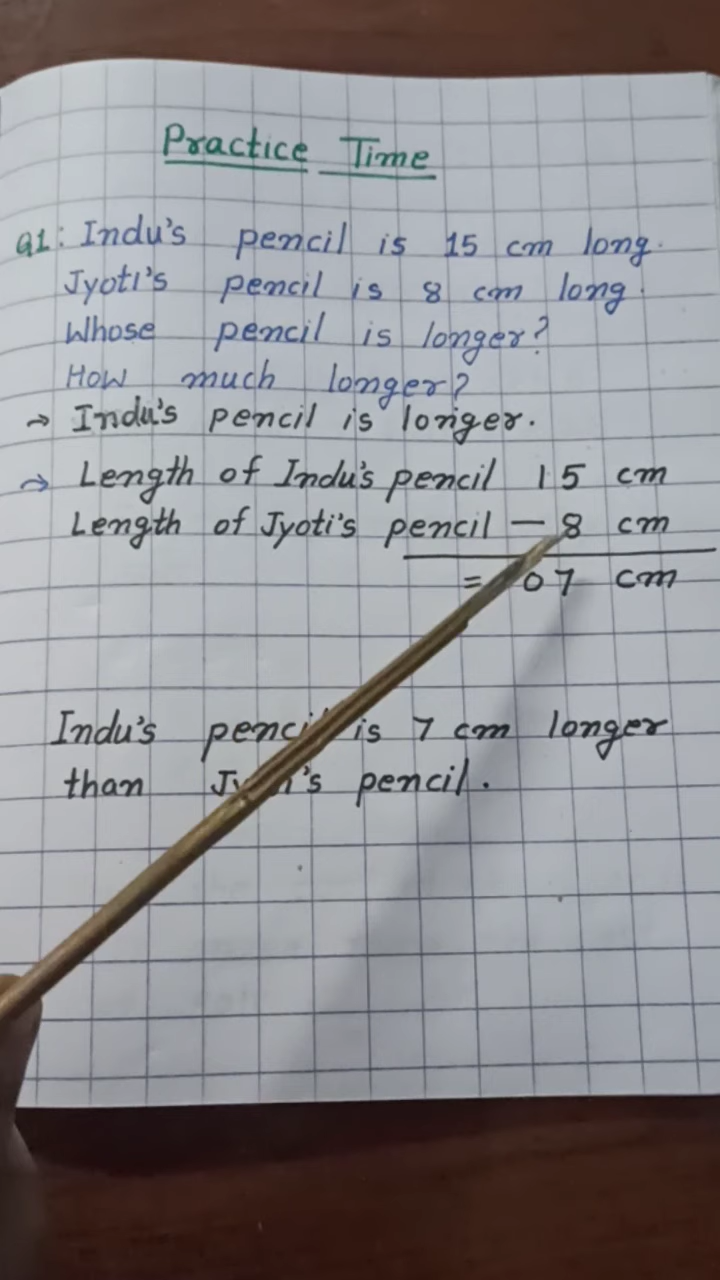 Practice Time
Q1: Indu's pencil is 15 cm long.
Jyoti's pencil is 8 cm long.
Whose pencil is longer?
How much longer?
→ Indu's pencil is longer.
→ Length of Indu's pencil 15 cm
Length of Jyoti's pencil – 8 cm
= 07 cm
Indu's pencil is 7 cm longer
than Jyoti's pencil.